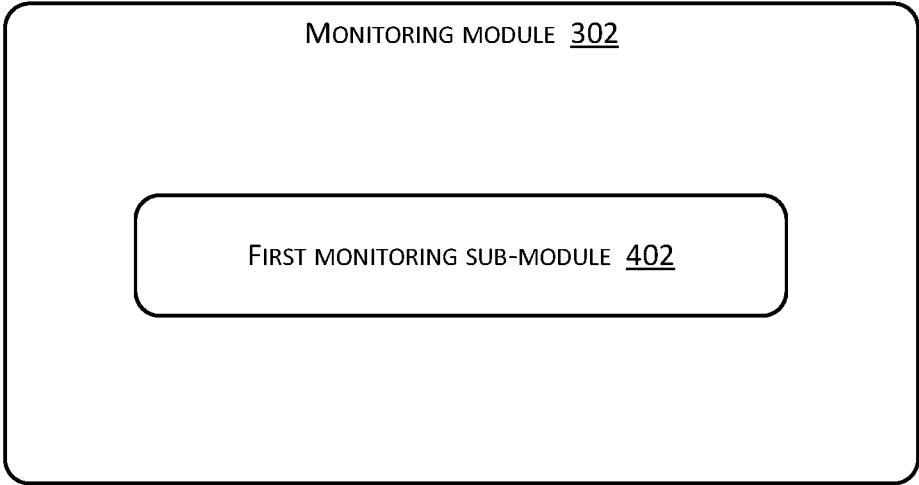 MONITORING MODULE 302
FIRST MONITORING SUB-MODULE 402